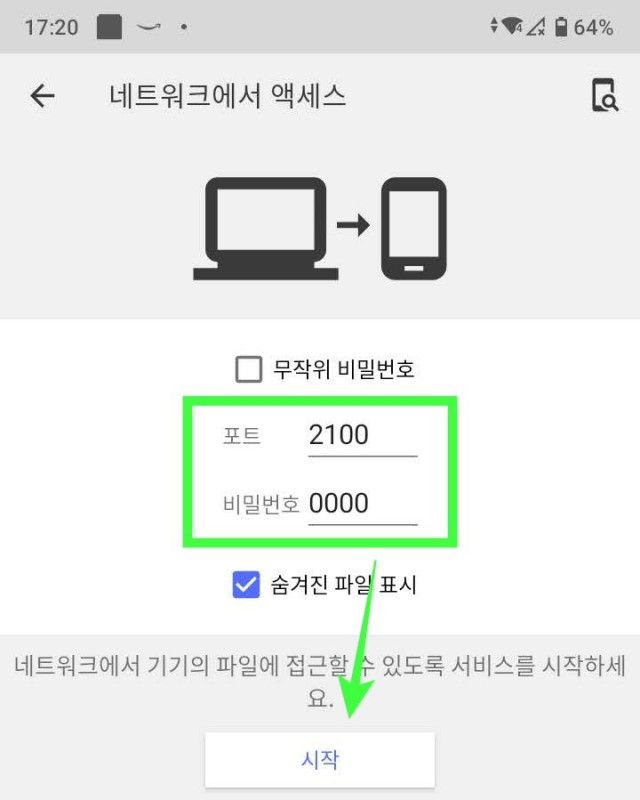 17:20
4
64%
네트워크에서 액세스
무작위 비밀번호
포트 2100
비밀번호 0000
숨겨진 파일 표시
네트워크에서 기기의 파일에 접근할 수 있도록 서비스를 시작하세
요.
시작